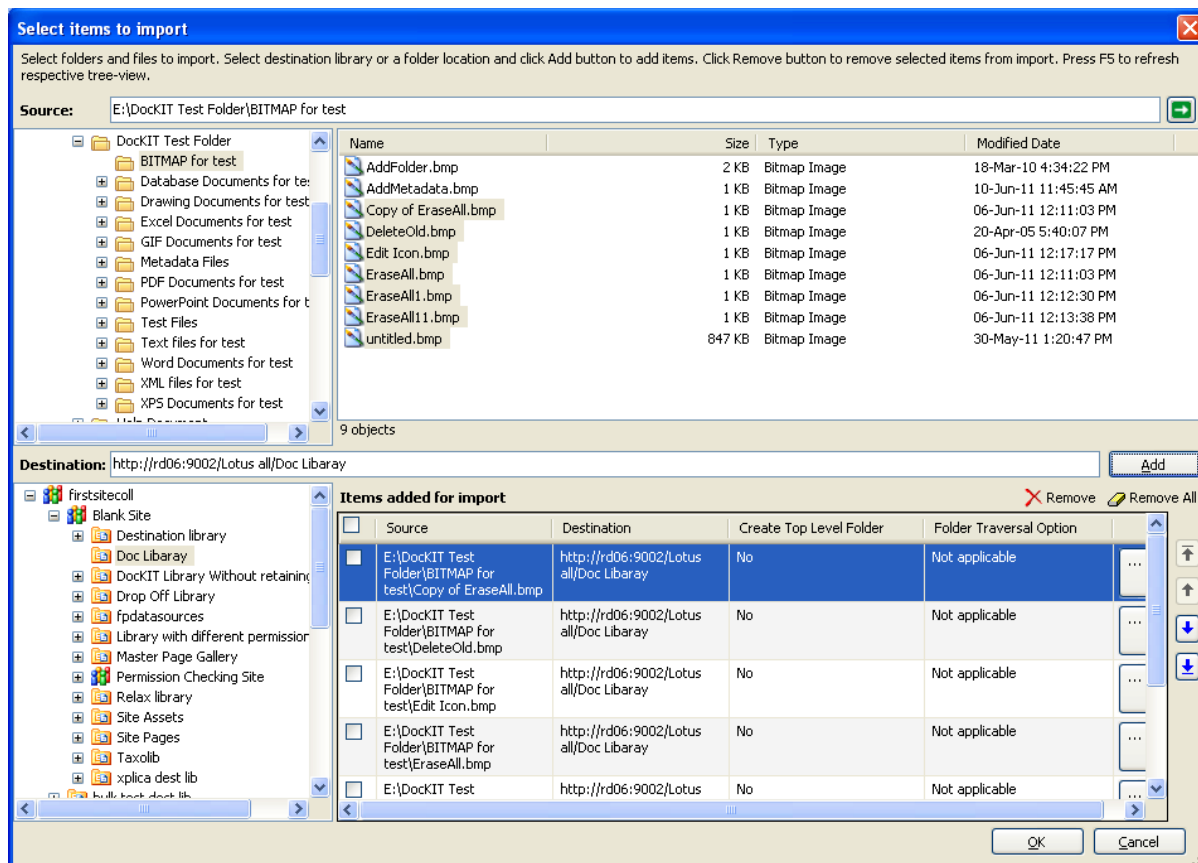 Select items to import
Select folders and files to import. Select destination library or a folder location and click Add button to add items. Click Remove button to remove selected items from import. Press F5 to refresh
respective tree-view.
Source: E:\DocKIT Test Folder\BITMAP for test
DocKIT Test Folder
BITMAP for test
Database Documents for tes
Drawing Documents for test
Excel Documents for test
GIF Documents for test
Metadata Files
PDF Documents for test
PowerPoint Documents for t
Test Files
Text files for test
Word Documents for test
XML files for test
XPS Documents for test
Help Document
Name Size Type Modified Date
AddFolder.bmp 2 KB Bitmap Image 18-Mar-10 4:34:22 PM
AddMetadata.bmp 1 KB Bitmap Image 10-Jun-11 11:45:45 AM
Copy of EraseAll.bmp 1 KB Bitmap Image 06-Jun-11 12:11:03 PM
DeleteOld.bmp 1 KB Bitmap Image 20-Apr-05 5:40:07 PM
Edit Icon.bmp 1 KB Bitmap Image 06-Jun-11 12:17:17 PM
EraseAll.bmp 1 KB Bitmap Image 06-Jun-11 12:11:03 PM
EraseAll1.bmp 1 KB Bitmap Image 06-Jun-11 12:12:30 PM
EraseAll11.bmp 1 KB Bitmap Image 06-Jun-11 12:13:38 PM
untitled.bmp 847 KB Bitmap Image 30-May-11 1:20:47 PM
9 objects
Destination: http://rd06:9002/Lotus all/Doc Libaray Add
firstsitecoll
Blank Site
Destination library
Doc Libaray
DocKIT Library Without retaining
Drop Off Library
fpdatasources
Library with different permission
Master Page Gallery
Permission Checking Site
Relax library
Site Assets
Site Pages
Taxolib
xplica dest lib
bulk test dest lib
Items added for import Remove Remove All
Source Destination Create Top Level Folder Folder Traversal Option
E:\DocKIT Test http://rd06:9002/Lotus No Not applicable ...
Folder\BITMAP for all/Doc Libaray
test\Copy of EraseAll.bmp
E:\DocKIT Test http://rd06:9002/Lotus No Not applicable ...
Folder\BITMAP for all/Doc Libaray
test\DeleteOld.bmp
E:\DocKIT Test http://rd06:9002/Lotus No Not applicable ...
Folder\BITMAP for all/Doc Libaray
test\Edit Icon.bmp
E:\DocKIT Test http://rd06:9002/Lotus No Not applicable ...
Folder\BITMAP for all/Doc Libaray
test\EraseAll.bmp
E:\DocKIT Test http://rd06:9002/Lotus No Not applicable ...
OK Cancel